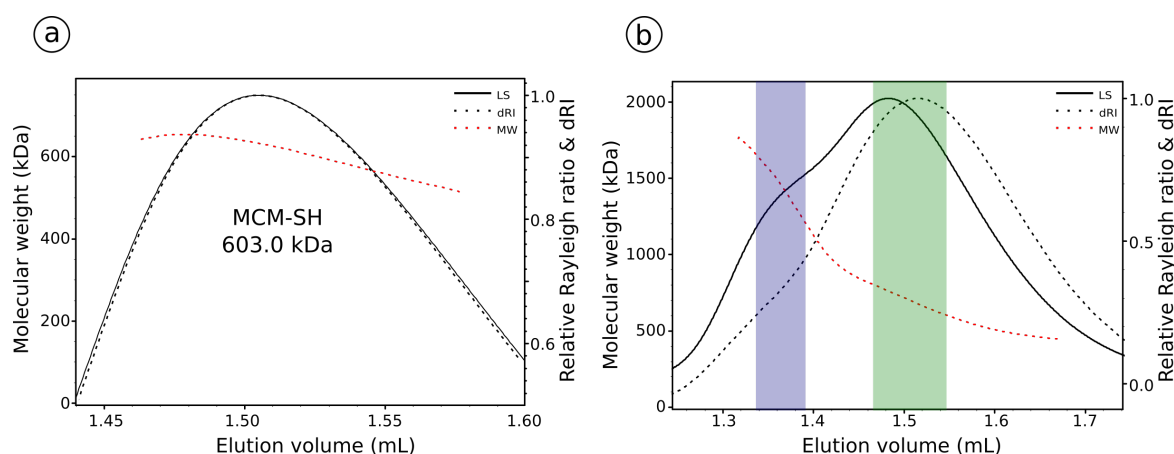 a
Molecular weight (kDa)
0
200
400
600
1.45
1.50
1.55
1.60
Elution volume (mL)
0.6
0.8
1.0
Relative Rayleigh ratio & dRI
LS
dRI
MW
MCM-SH
603.0 kDa
b
Molecular weight (kDa)
0
500
1000
1500
2000
1.3
1.4
1.5
1.6
1.7
Elution volume (mL)
0.0
0.5
1.0
Relative Rayleigh ratio & dRI
LS
dRI
MW